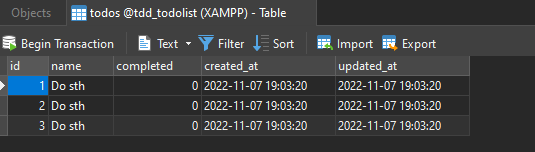 Objects todos @tdd_todolist (XAMPP) - Table
Begin Transaction Text Filter Sort Import Export
id name completed created_at updated_at
1 Do sth 0 2022-11-07 19:03:20 2022-11-07 19:03:20
2 Do sth 0 2022-11-07 19:03:20 2022-11-07 19:03:20
3 Do sth 0 2022-11-07 19:03:20 2022-11-07 19:03:20